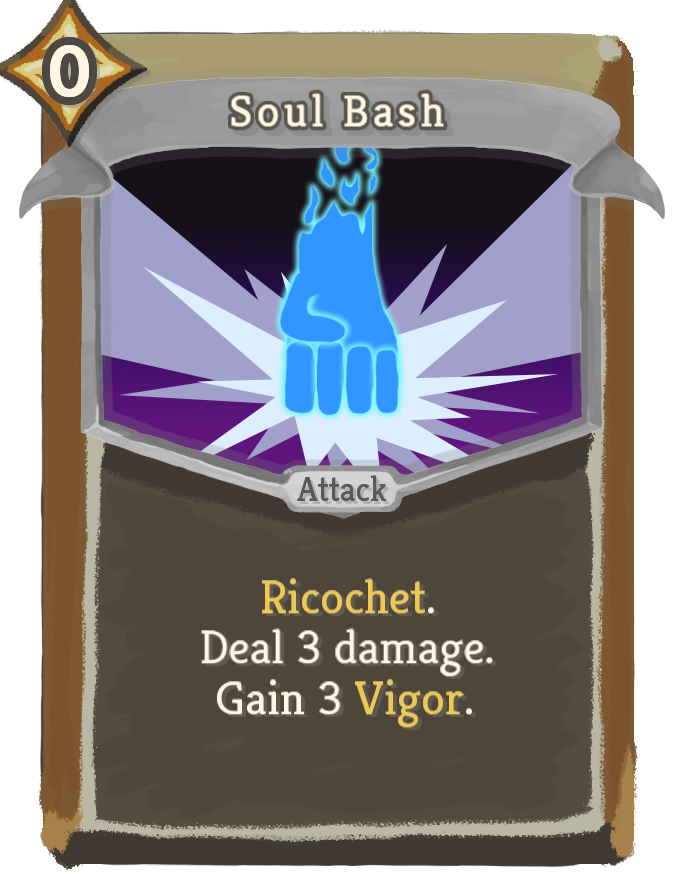 0
Soul Bash
Attack
Ricochet.
Deal 3 damage.
Gain 3 Vigor.